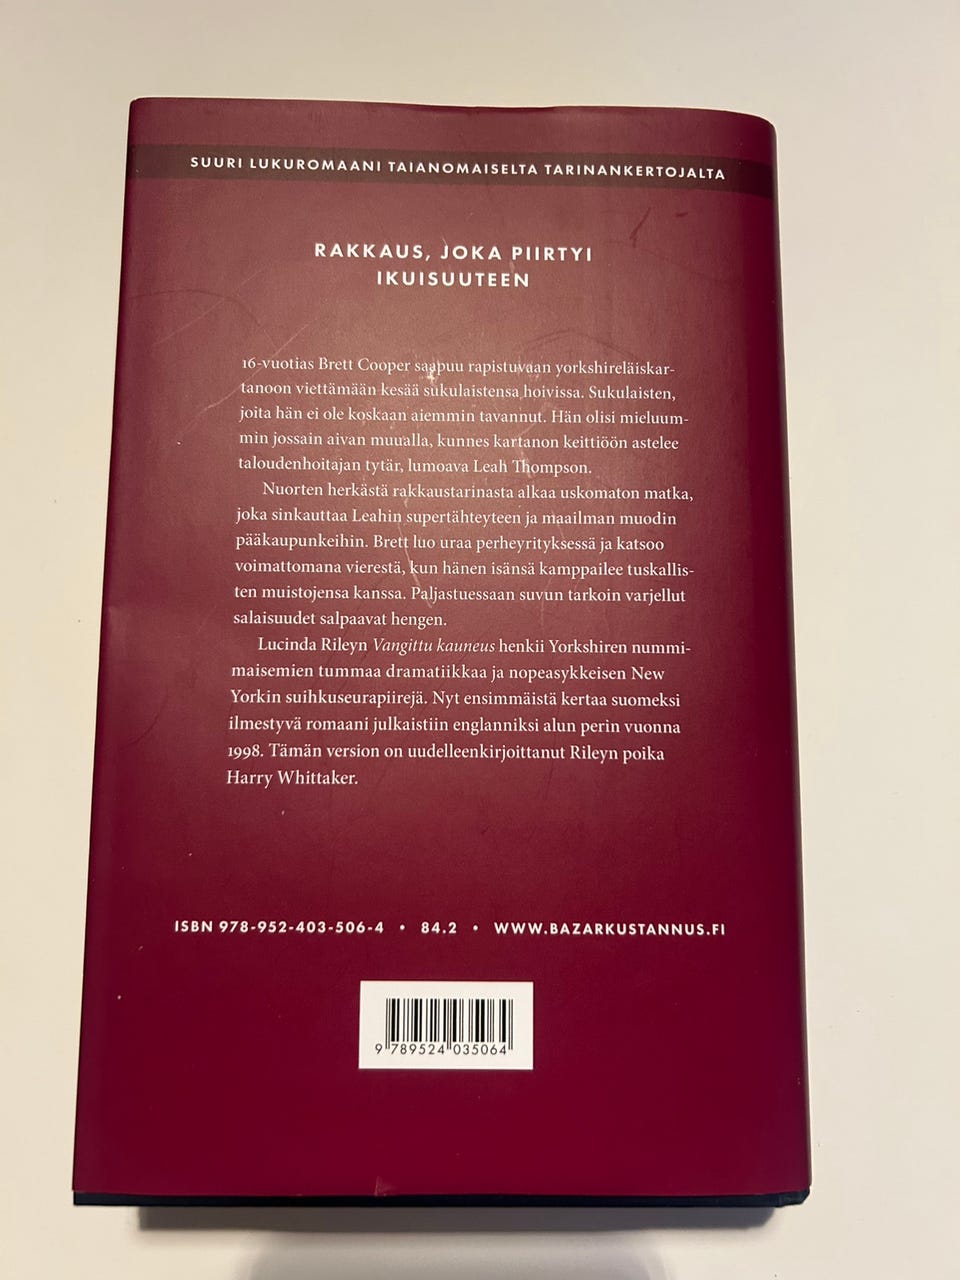 SUURI LUKUROMAANI TAIANOMAISELTA TARINANKERTOJALTA
RAKKAUS, JOKA PIIRTYI
IKUISUUTEEN
16-vuotias Brett Cooper saapuu rapistuvaan yorkshireläiskar-
tanoon viettämään kesää sukulaistensa hoivissa. Sukulaisten,
joita hän ei ole koskaan aiemmin tavannut. Hän olisi mieluum-
min jossain aivan muualla, kunnes kartanon keittiöön astelee
taloudenhoitajan tytär, lumoava Leah Thompson.
Nuorten herkästä rakkaustarinasta alkaa uskomaton matka,
joka sinkauttaa Leahin supertähteyteen ja maailman muodin
pääkaupunkeihin. Brett luo uraa perheyrityksessä ja katsoo
voimattomana vierestä, kun hänen isänsä kamppailee tuskallis-
ten muistojensa kanssa. Paljastuessaan suvun tarkoin varjellut
salaisuudet salpaavat hengen.
Lucinda Rileyn Vangittu kauneus henkii Yorkshiren nummi-
maisemien tummaa dramatiikkaa ja nopeasykkeisen New
Yorkin suihkuseurapiirejä. Nyt ensimmäistä kertaa suomeksi
ilmestyvä romaani julkaistiin englanniksi alun perin vuonna
1998. Tämän version on uudelleenkirjoittanut Rileyn poika
Harry Whittaker.
ISBN 978-952-403-506-4 • 84.2 • WWW.BAZARKUSTANNUS.FI
9 789524 035064